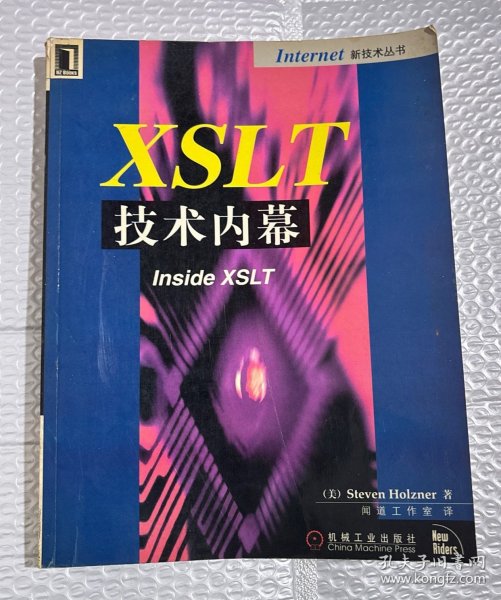 HZ Books
Internet 新技术丛书
XSLT
技术内幕
Inside XSLT
（美）Steven Holzner 著
闻道工作室 译
机械工业出版社
China Machine Press
New
Riders
孔夫子旧书网
www.kongfz.com